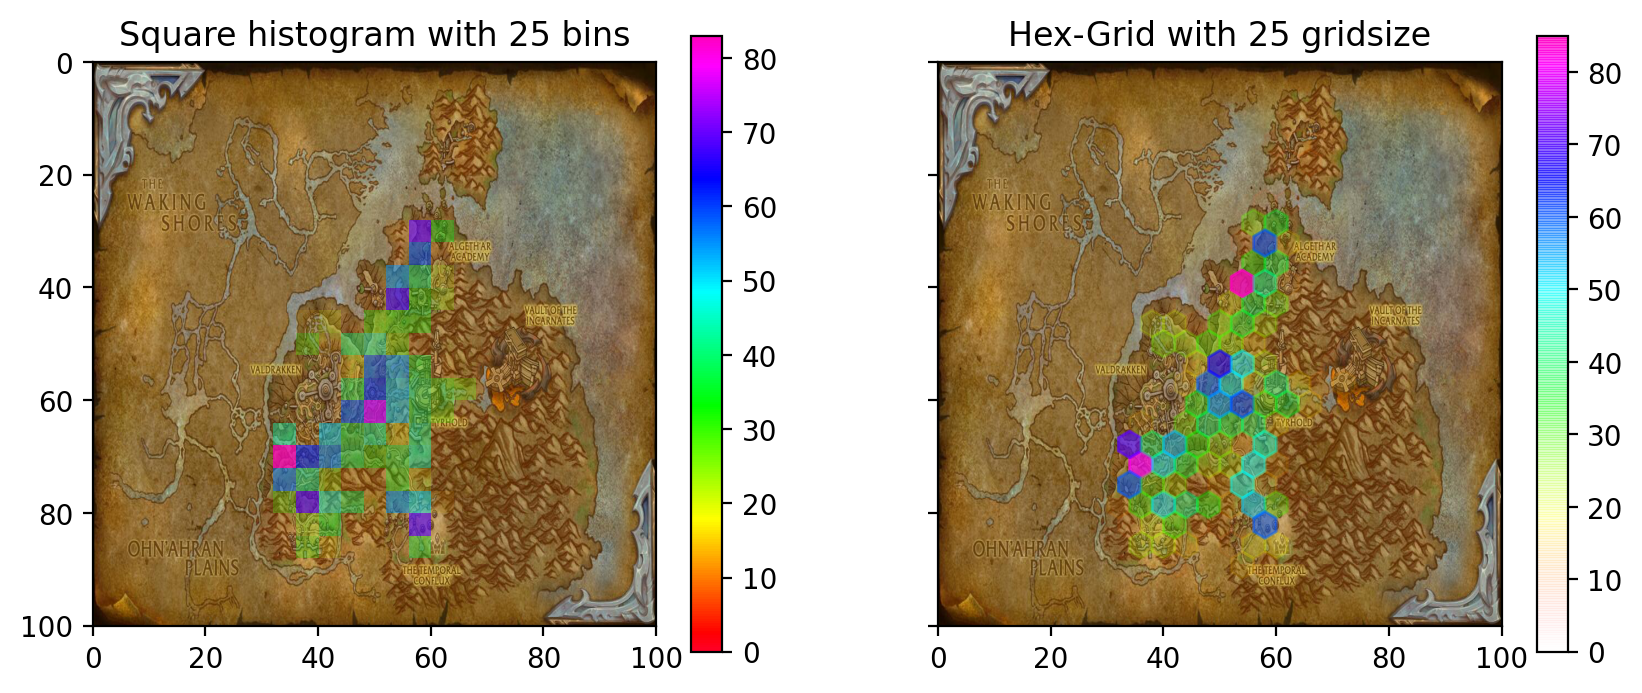 Square histogram with 25 bins
0
20
40
60
80
100
0
20
40
60
80
100
THE
WAKING
SHORES
ALGETH'AR
ACADEMY
VAULT OF THE
INCARNATES
VALDRAKKEN
TYRHOLD
OHN'AHRAN
PLAINS
THE TEMPORAL
CONFLUX
80
70
60
50
40
30
20
10
0
Hex-Grid with 25 gridsize
THE
WAKING
SHORES
ALGETH'AR
ACADEMY
VAULT OF THE
INCARNATES
VALDRAKKEN
TYRHOLD
OHN'AHRAN
PLAINS
THE TEMPORAL
CONFLUX
0
20
40
60
80
100
80
70
60
50
40
30
20
10
0